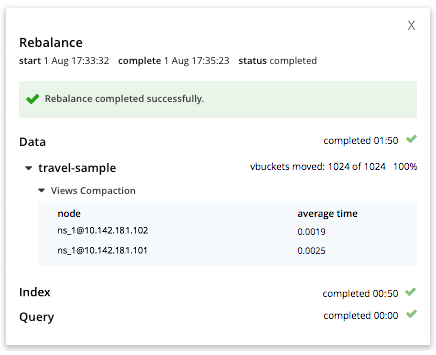 X
Rebalance
start 1 Aug 17:33:32 complete 1 Aug 17:35:23 status completed
Rebalance completed successfully.
Data completed 01:50
travel-sample vbuckets moved: 1024 of 1024 100%
Views Compaction
node average time
ns_1@10.142.181.102 0.0019
ns_1@10.142.181.101 0.0025
Index completed 00:50
Query completed 00:00